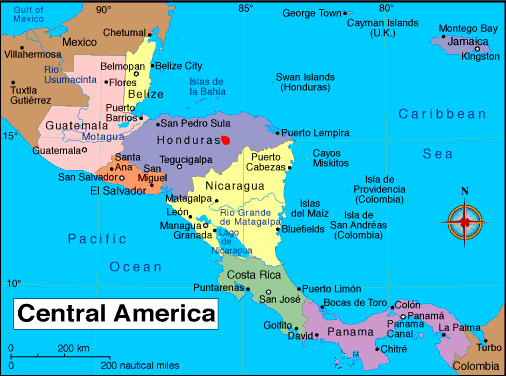 Gulf of
Mexico
90°
85°
80°
Chetumal
George Town
Cayman Islands
(U.K.)
Montego Bay
Jamaica
Kingston
Mexico
Villahermosa
Rio
Usumacinta
Belmopan
Belize City
Flores
Belize
Islas de
la Bahia
Swan Islands
(Honduras)
Tuxtla
Gutiérrez
Puerto
Barrios
Caribbean
Sea
Guatemala
Motagua
San Pedro Sula
Puerto Lempira
15°
Honduras
Guatemala
Santa
Ana
Tegucigalpa
Puerto
Cabezas
Cayos
Miskitos
San Salvador
San
Miguel
El Salvador
Nicaragua
Isla de
Providencia
(Colombia)
Matagalpa
León
Rio Grande
de Matagalpa
Islas
del Maíz
Isla de
San Andréas
(Colombia)
N
Managua
Granada
Lago
de
Nicaragua
Bluefields
Pacific
Ocean
10°
Costa Rica
Puntarenas
San José
Puerto Limón
Bocas de Toro
Colón
Panamá
Panama
Canal
La Palma
Golfito
David
Panama
Chitré
Turbo
Colombia
Central America
0
200 km
0
200 nautical miles